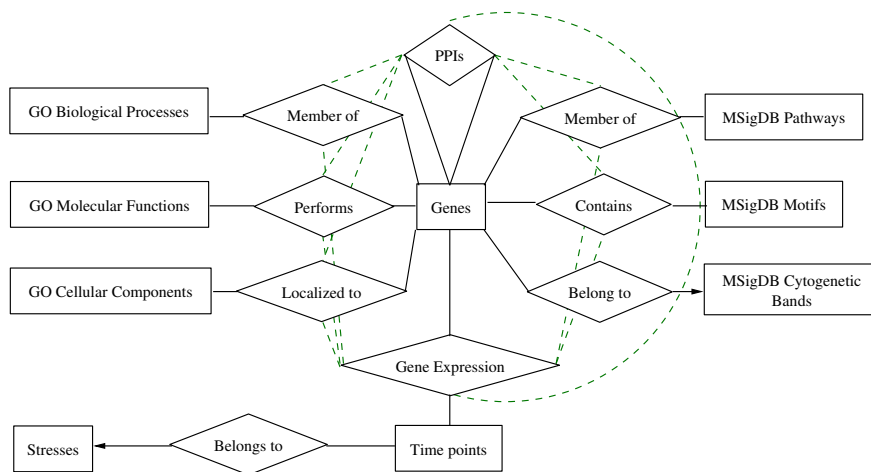 PPIs
GO Biological Processes
Member of
Member of
MSigDB Pathways
GO Molecular Functions
Performs
Genes
Contains
MSigDB Motifs
GO Cellular Components
Localized to
Belong to
MSigDB Cytogenetic
Bands
Gene Expression
Stresses
Belongs to
Time points